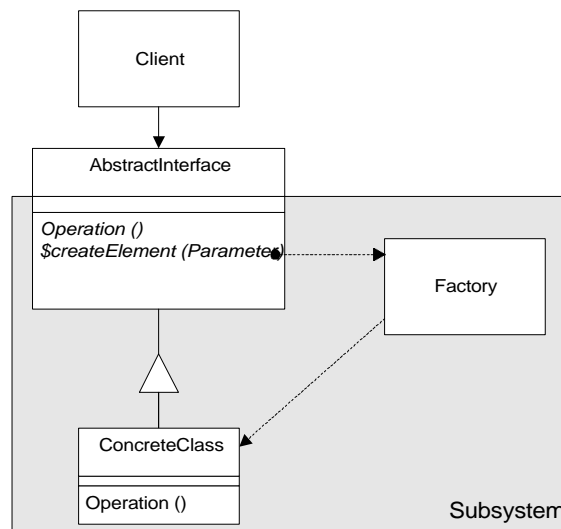 Client
AbstractInterface
Operation ()
$createElement (Parameter)
Factory
ConcreteClass
Operation ()
Subsystem